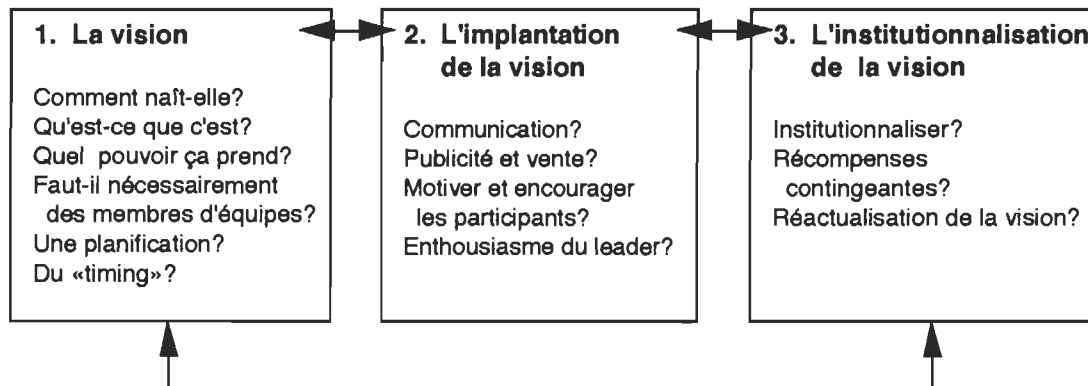 1. La vision
Comment naît-elle?
Qu'est-ce que c'est?
Quel pouvoir ça prend?
Faut-il nécessairement
des membres d'équipes?
Une planification?
Du «timing»?
2. L'implantation
de la vision
Communication?
Publicité et vente?
Motiver et encourager
les participants?
Enthousiasme du leader?
3. L'institutionnalisation
de la vision
Institutionnaliser?
Récompenses
contingeantes?
Réactualisation de la vision?